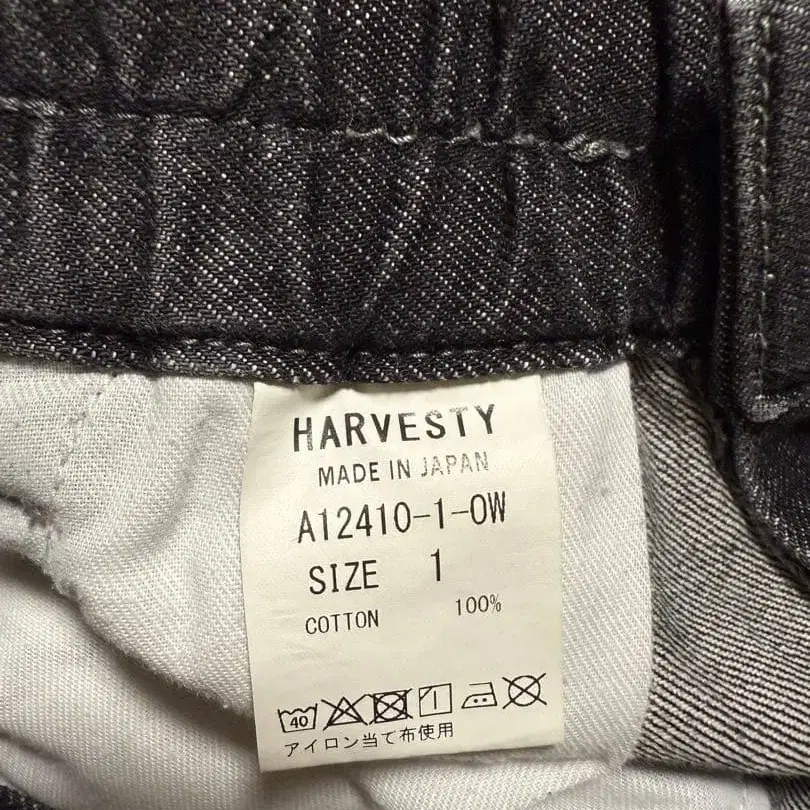 HARVESTY
MADE IN JAPAN
A12410-1-OW
SIZE 1
COTTON 100%
40
アイロン当て布使用